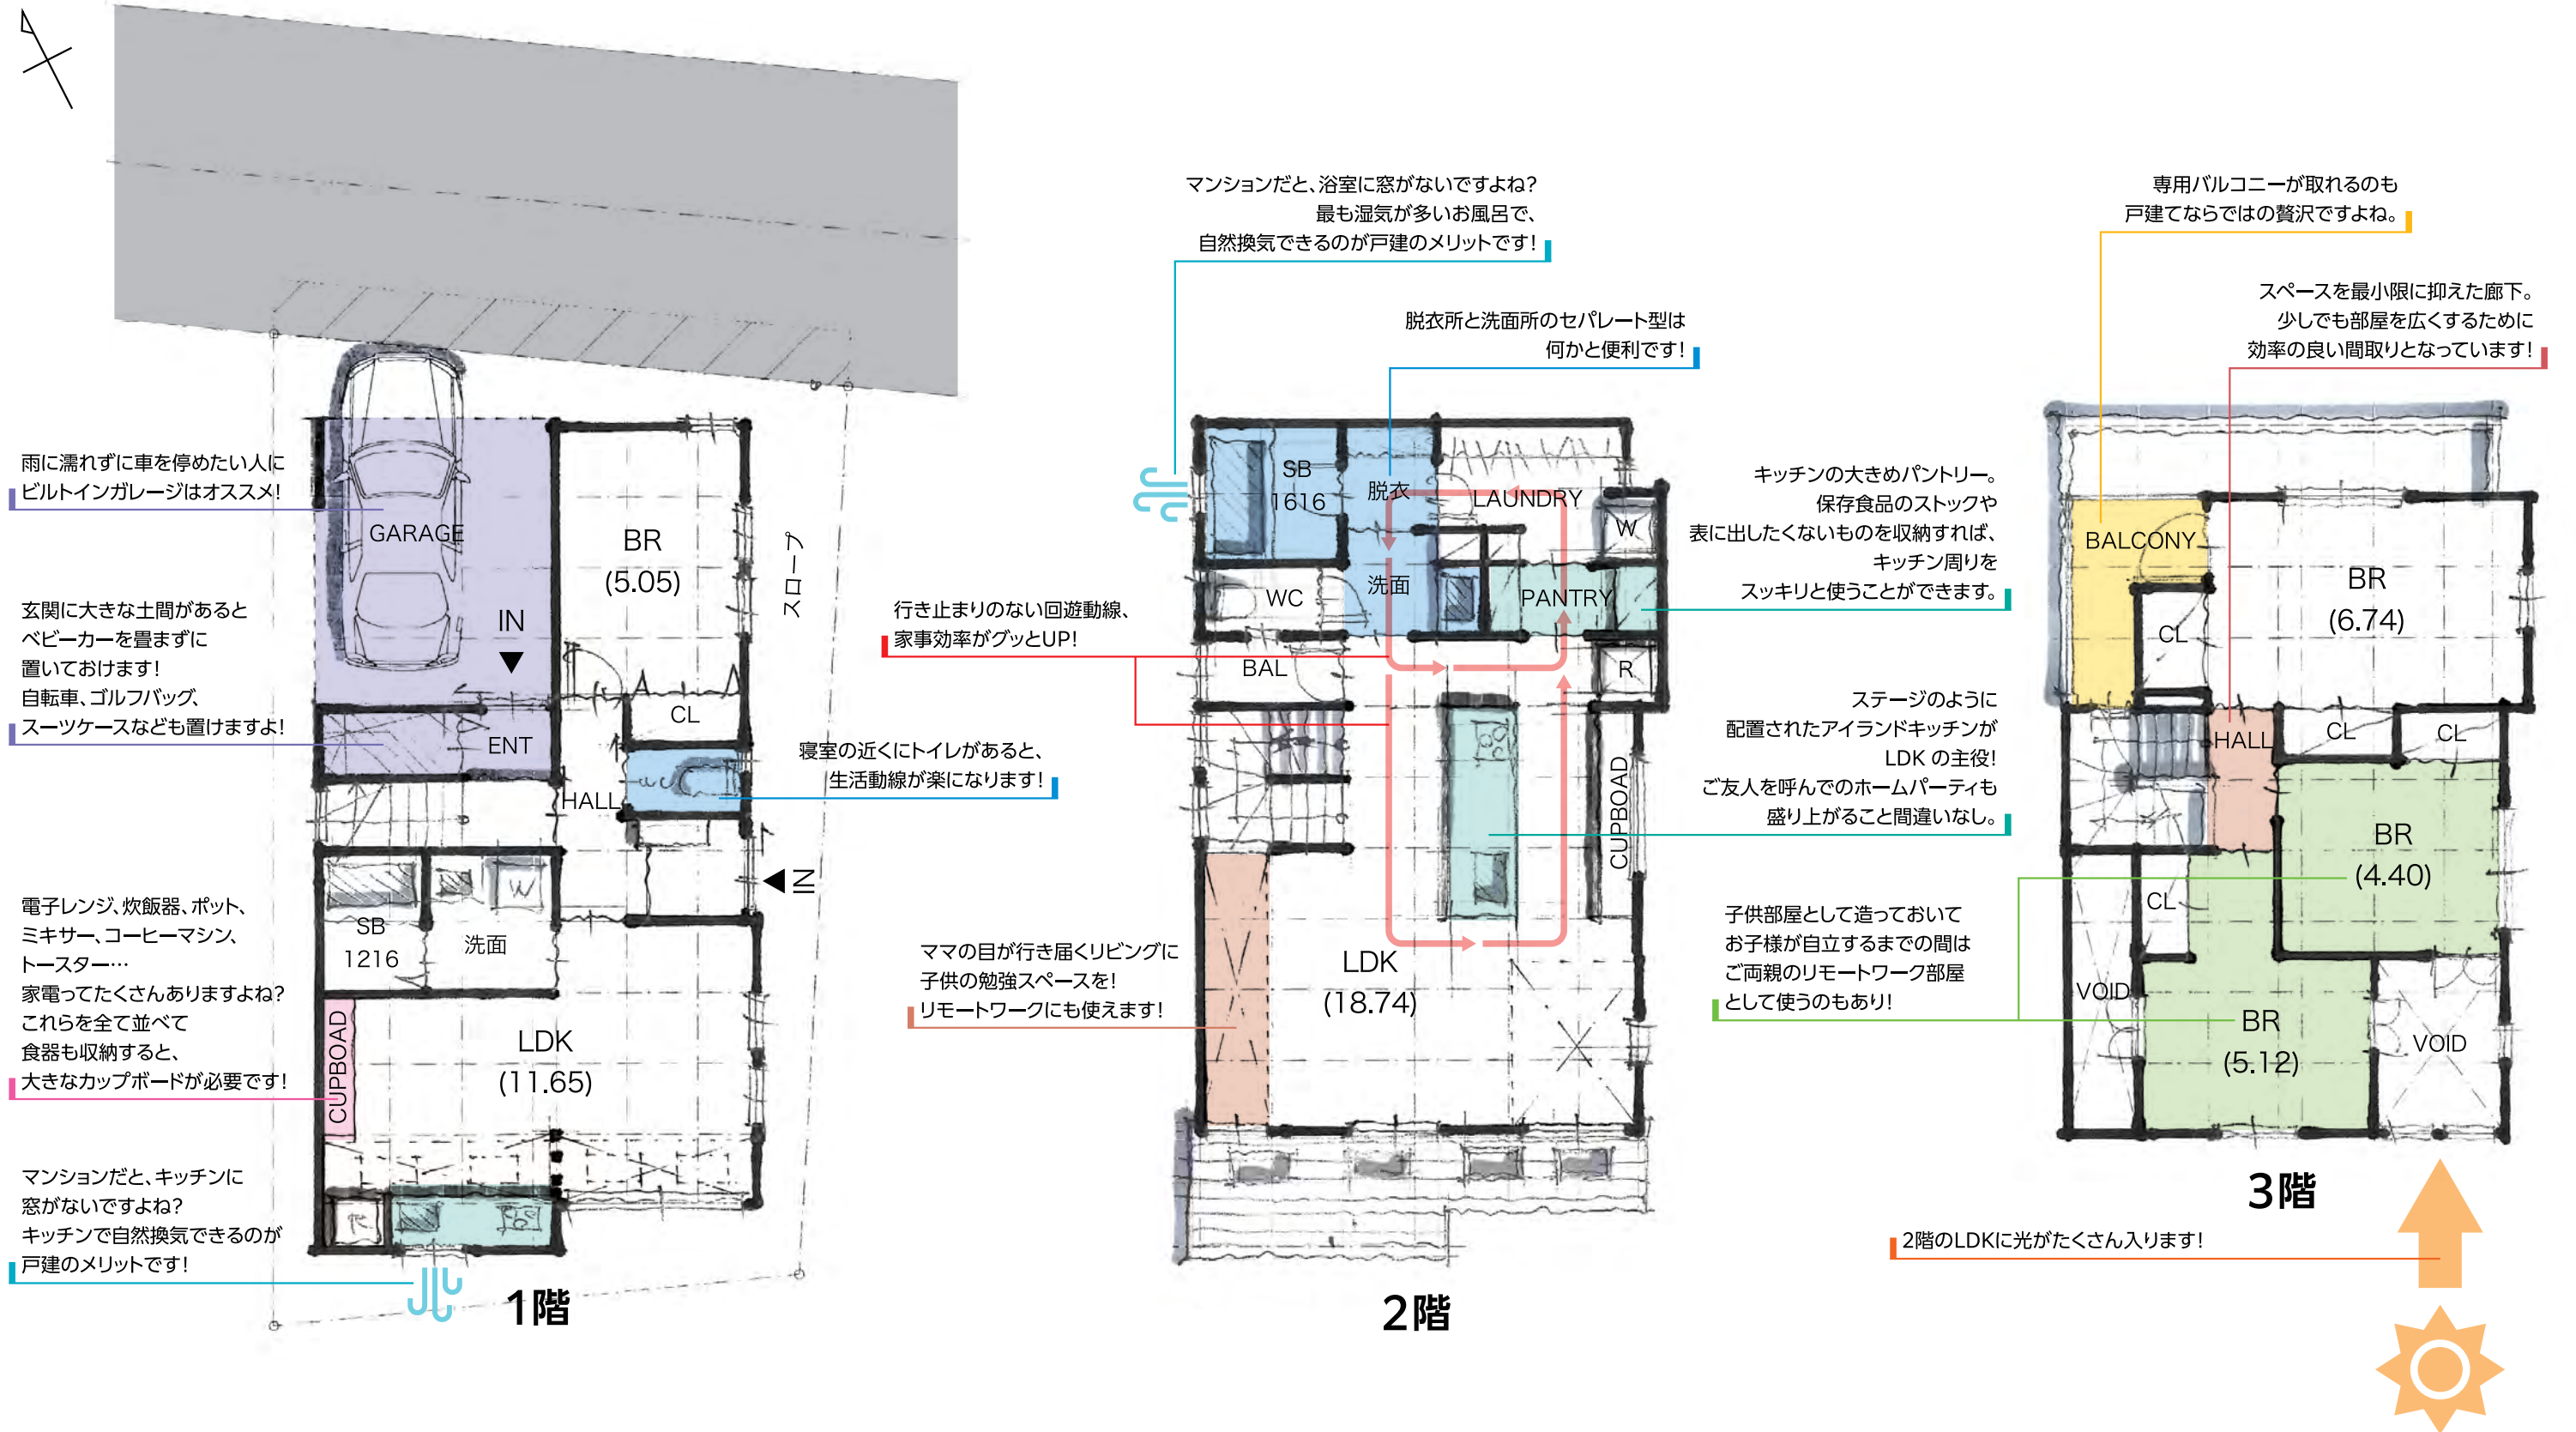 雨に濡れずに車を停めたい人に
ビルトインガレージはオススメ!
玄関に大きな土間があると
ベビーカーを畳まずに
置いておけます!
自転車、ゴルフバッグ、
スーツケースなども置けますよ!
電子レンジ、炊飯器、ポット、
ミキサー、コーヒーマシン、
トースター…
家電ってたくさんありますよね?
これらを全て並べて
食器も収納すると、
大きなカップボードが必要です!
マンションだと、キッチンに
窓がないですよね?
キッチンで自然換気できるのが
戸建のメリットです!
GARAGE
BR
(5.05)
スロープ
IN
CL
ENT
HALL
wc
寝室の近くにトイレがあると、
生活動線が楽になります!
IN
W
SB
1216
洗面
CUPBOAD
LDK
(11.65)
R
1階
マンションだと、浴室に窓がないですよね?
最も湿気が多いお風呂で、
自然換気できるのが戸建のメリットです!
脱衣所と洗面所のセパレート型は
何かと便利です!
行き止まりのない回遊動線、
家事効率がグッとUP!
ママの目が行き届くリビングに
子供の勉強スペースを!
リモートワークにも使えます!
SB
1616
脱衣
LAUNDRY
W
WC
洗面
PANTRY
BAL
R
CUPBOAD
LDK
(18.74)
2階
キッチンの大きめパントリー。
保存食品のストックや
表に出したくないものを収納すれば、
キッチン周りを
スッキリと使うことができます。
ステージのように
配置されたアイランドキッチンが
LDK の主役!
ご友人を呼んでのホームパーティも
盛り上がること間違いなし。
子供部屋として造っておいて
お子様が自立するまでの間は
ご両親のリモートワーク部屋
として使うのもあり!
専用バルコニーが取れるのも
戸建てならではの贅沢ですよね。
スペースを最小限に抑えた廊下。
少しでも部屋を広くするために
効率の良い間取りとなっています!
BALCONY
BR
(6.74)
CL
HALL
CL
CL
BR
(4.40)
CL
VOID
BR
(5.12)
VOID
3階
2階のLDKに光がたくさん入ります!